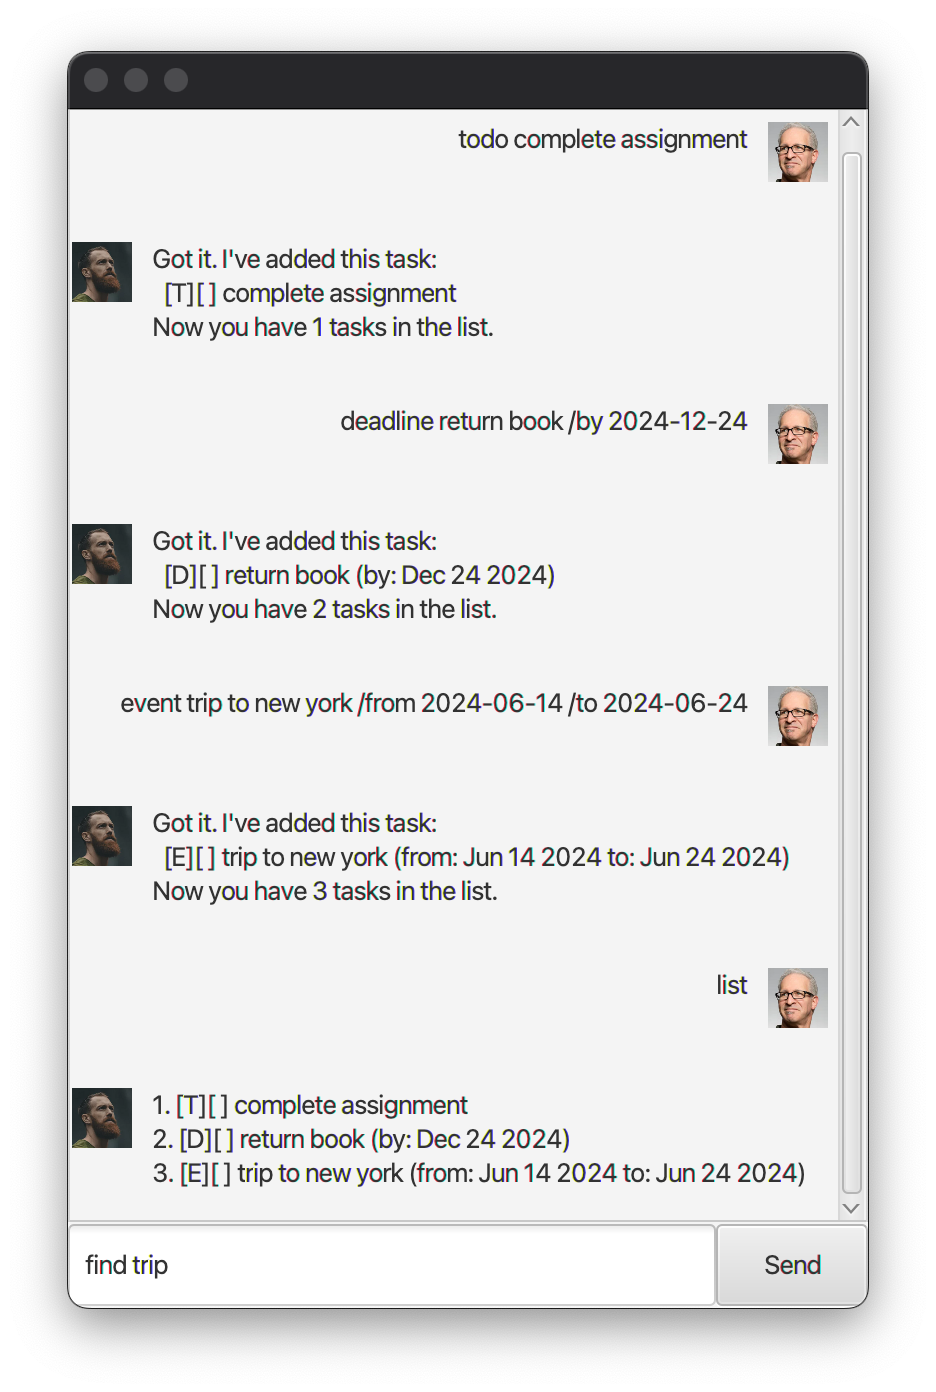 todo complete assignment
Got it. I've added this task:
[T][ ] complete assignment
Now you have 1 tasks in the list.
deadline return book /by 2024-12-24
Got it. I've added this task:
[D][ ] return book (by: Dec 24 2024)
Now you have 2 tasks in the list.
event trip to new york /from 2024-06-14 /to 2024-06-24
Got it. I've added this task:
[E][ ] trip to new york (from: Jun 14 2024 to: Jun 24 2024)
Now you have 3 tasks in the list.
list
1. [T][ ] complete assignment
2. [D][ ] return book (by: Dec 24 2024)
3. [E][ ] trip to new york (from: Jun 14 2024 to: Jun 24 2024)
find trip
Send